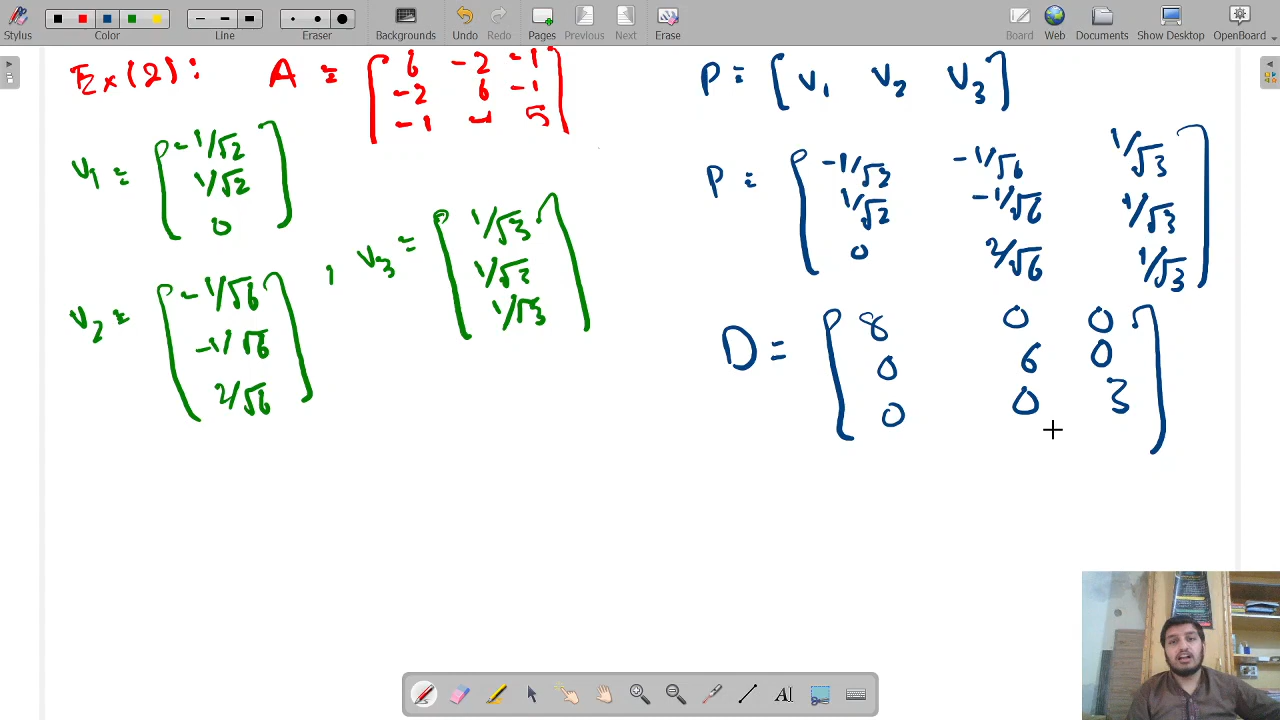 Stylus Color Line Eraser Backgrounds Undo Redo Pages Previous Next Erase Board Web Documents Show Desktop OpenBoard
Ex(2): A = [ 6 -2 -1
-2 6 -1
-1 -1 5 ]
v1 = [ -1/√2
1/√2
0 ]
v2 = [ -1/√6
-1/√6
2/√6 ]
, v3 = [ 1/√3
1/√3
1/√3 ]
P = [ v1 v2 v3 ]
P = [ -1/√2 -1/√6 1/√3
1/√2 -1/√6 1/√3
0 2/√6 1/√3 ]
D = [ 8 0 0
0 6 0
0 0 3 ]
AI